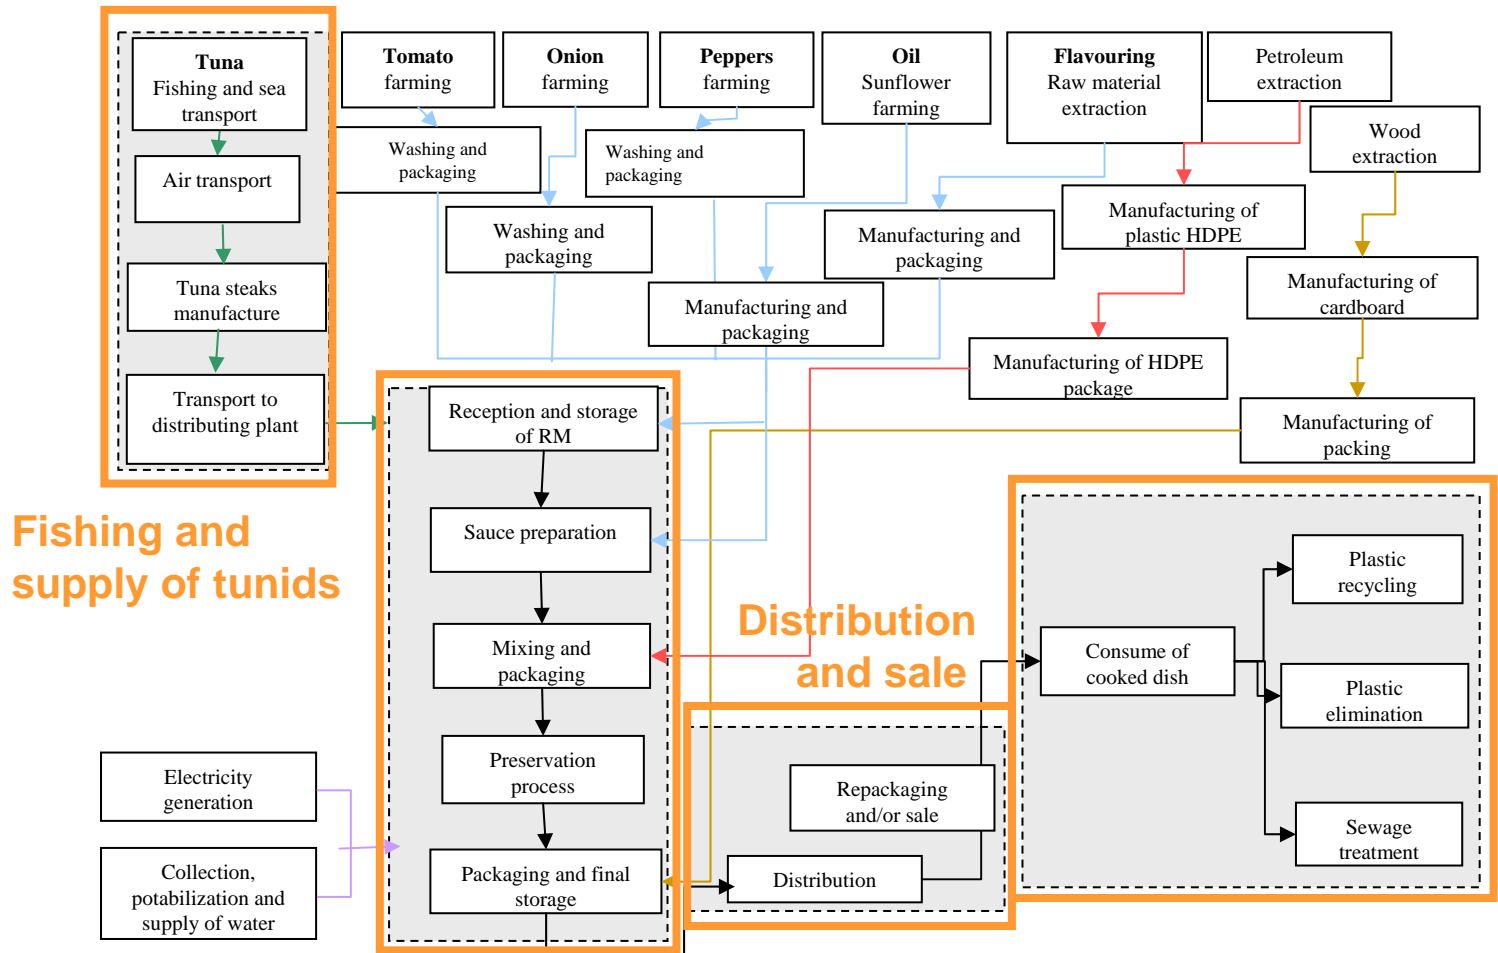 Tuna
Fishing and sea
transport
Tomato
farming
Onion
farming
Peppers
farming
Oil
Sunflower
farming
Flavouring
Raw material
extraction
Petroleum
extraction
Wood
extraction
Air transport
Washing and
packaging
Washing and
packaging
Washing and
packaging
Manufacturing and
packaging
Manufacturing of
plastic HDPE
Tuna steaks
manufacture
Manufacturing and
packaging
Manufacturing of
cardboard
Manufacturing of HDPE
package
Transport to
distributing plant
Reception and storage
of RM
Manufacturing of
packing
Fishing and
supply of tunids
Sauce preparation
Mixing and
packaging
Distribution
and sale
Plastic
recycling
Consume of
cooked dish
Plastic
elimination
Preservation
process
Electricity
generation
Repackaging
and/or sale
Sewage
treatment
Collection,
potabilization and
supply of water
Packaging and final
storage
Distribution